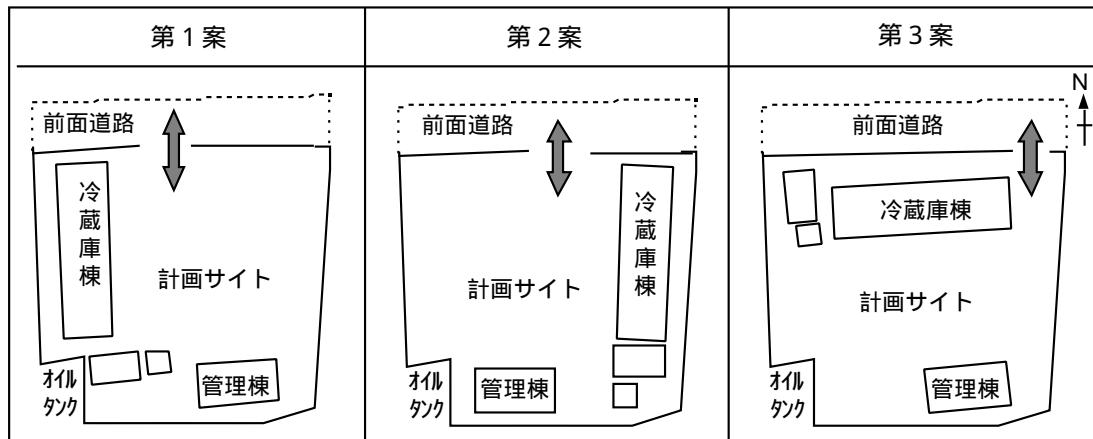 第1案
第2案
第3案
N
前面道路
冷蔵庫棟
計画サイト
オイル
タンク
管理棟
前面道路
冷蔵庫棟
計画サイト
オイル
タンク
管理棟
前面道路
冷蔵庫棟
計画サイト
オイル
タンク
管理棟